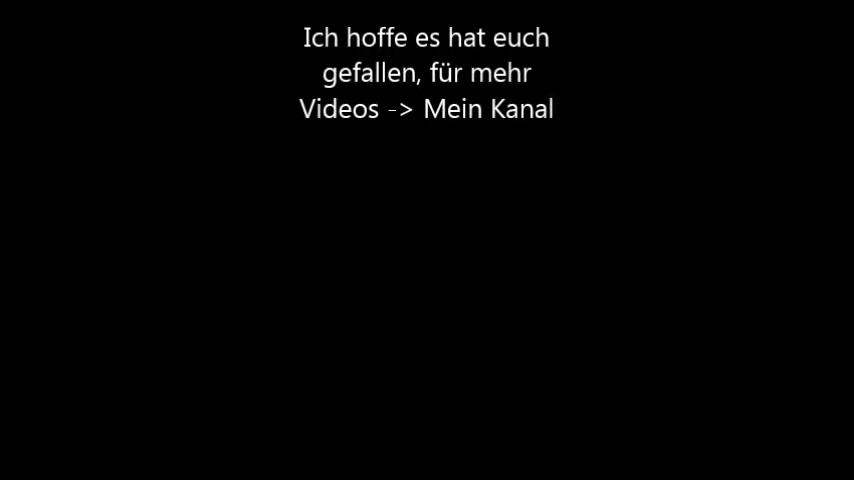 Ich hoffe es hat euch
gefallen, für mehr
Videos -> Mein Kanal